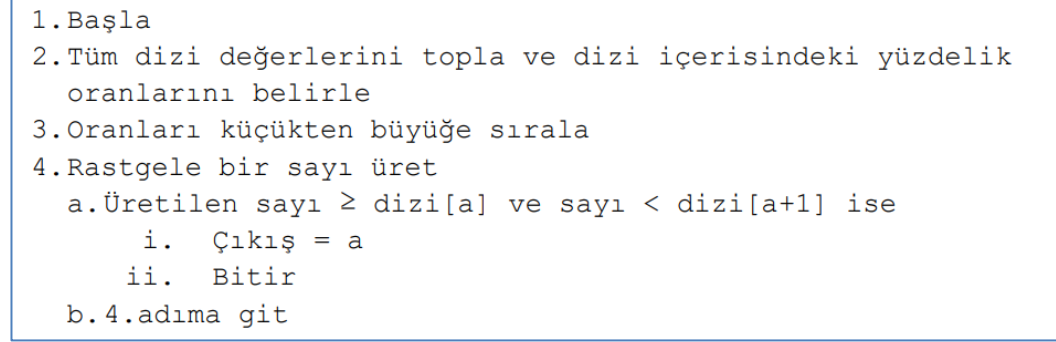 1.Başla
2.Tüm dizi değerlerini topla ve dizi içerisindeki yüzdelik
oranlarını belirle
3.Oranları küçükten büyüğe sırala
4.Rastgele bir sayı üret
a.Üretilen sayı ≥ dizi[a] ve sayı < dizi[a+1] ise
i. Çıkış = a
ii. Bitir
b.4.adıma git